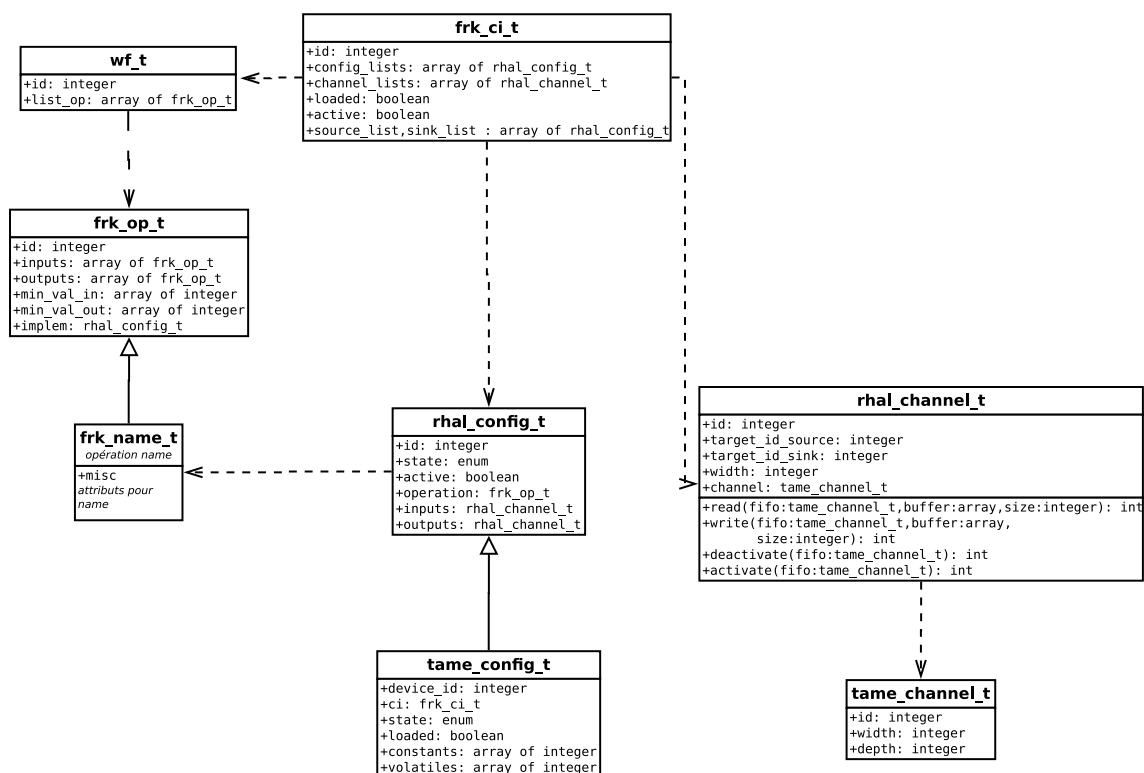 frk_ci_t
+id: integer
+config_lists: array of rhal_config_t
+channel_lists: array of rhal_channel_t
+loaded: boolean
+active: boolean
+source_list,sink_list : array of rhal_config_t
wf_t
+id: integer
+list_op: array of frk_op_t
frk_op_t
+id: integer
+inputs: array of frk_op_t
+outputs: array of frk_op_t
+min_val_in: array of integer
+min_val_out: array of integer
+implem: rhal_config_t
frk_name_t
opération name
+misc
attributs pour
name
rhal_config_t
+id: integer
+state: enum
+active: boolean
+operation: frk_op_t
+inputs: rhal_channel_t
+outputs: rhal_channel_t
rhal_channel_t
+id: integer
+target_id_source: integer
+target_id_sink: integer
+width: integer
+channel: tame_channel_t
+read(fifo:tame_channel_t,buffer:array,size:integer): int
+write(fifo:tame_channel_t,buffer:array,
size:integer): int
+deactivate(fifo:tame_channel_t): int
+activate(fifo:tame_channel_t): int
tame_config_t
+device_id: integer
+ci: frk_ci_t
+state: enum
+loaded: boolean
+constants: array of integer
+volatiles: array of integer
tame_channel_t
+id: integer
+width: integer
+depth: integer